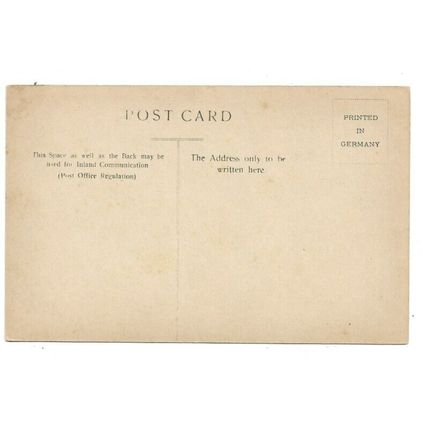 POST CARD
This Space as well as the Back may be
used for Inland Communication
(Post Office Regulation)
The Address only to be
written here
PRINTED
IN
GERMANY